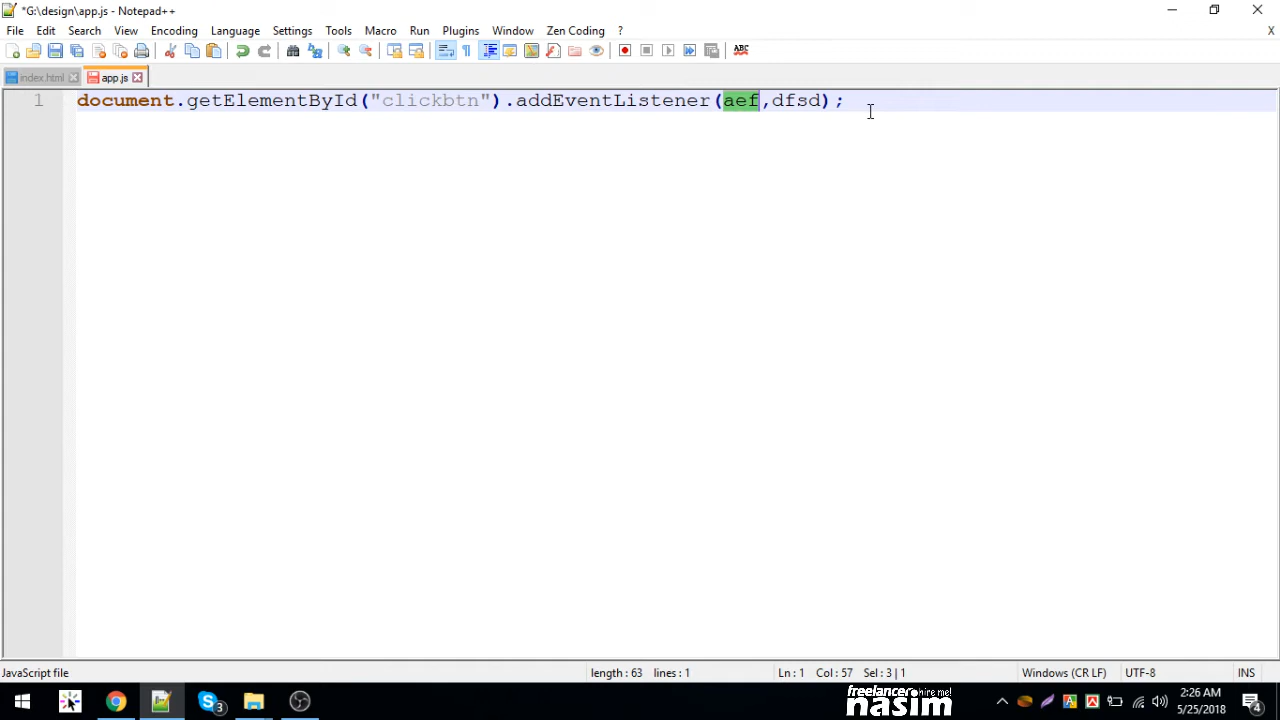 *G:\design\app.js - Notepad++
File Edit Search View Encoding Language Settings Tools Macro Run Plugins Window Zen Coding ? X
index.html app.js
1 document.getElementById("clickbtn").addEventListener(aef,dfsd);
JavaScript file length : 63 lines : 1 Ln : 1 Col : 57 Sel : 3 | 1 Windows (CR LF) UTF-8 INS
3 freelancer hire me! 2:26 AM
nasim 5/25/2018 4